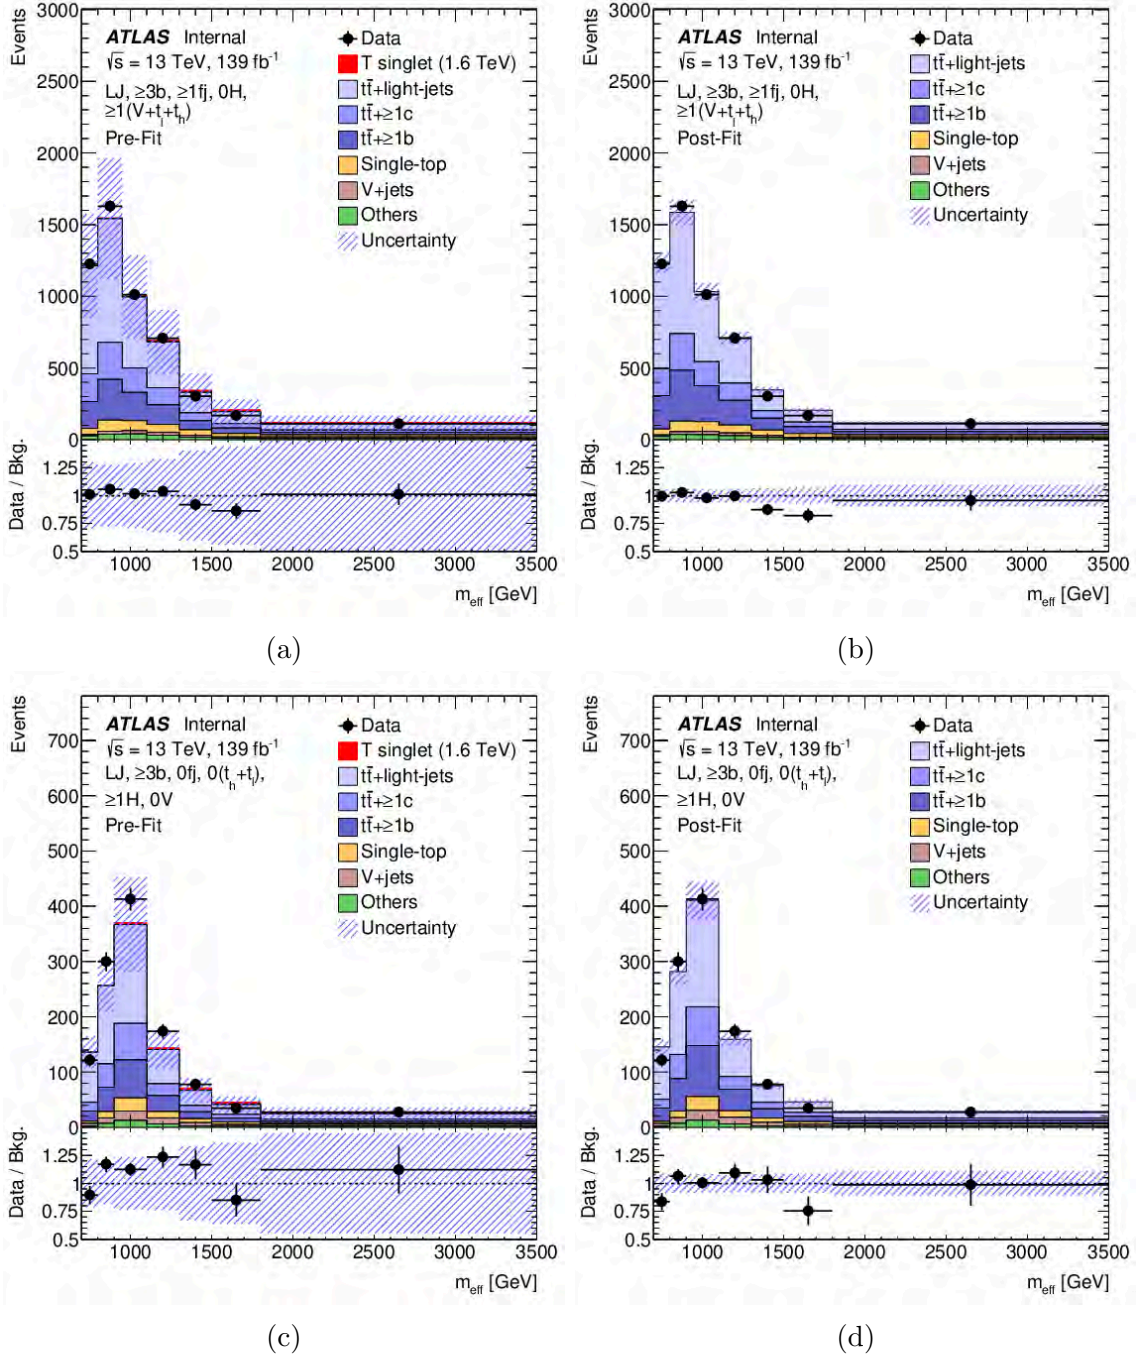 Events
3000
2500
2000
1500
1000
500
0
ATLAS Internal
√s = 13 TeV, 139 fb⁻¹
LJ, ≥3b, ≥1fj, 0H,
≥1(V+tₗ+tₕ)
Pre-Fit
Data
T singlet (1.6 TeV)
tt̄+light-jets
tt̄+≥1c
tt̄+≥1b
Single-top
V+jets
Others
Uncertainty
Data / Bkg.
1.25
1
0.75
0.5
1000 1500 2000 2500 3000 3500
m_eff [GeV]
(a)
Events
3000
2500
2000
1500
1000
500
0
ATLAS Internal
√s = 13 TeV, 139 fb⁻¹
LJ, ≥3b, ≥1fj, 0H,
≥1(V+tₗ+tₕ)
Post-Fit
Data
tt̄+light-jets
tt̄+≥1c
tt̄+≥1b
Single-top
V+jets
Others
Uncertainty
Data / Bkg.
1.25
1
0.75
0.5
1000 1500 2000 2500 3000 3500
m_eff [GeV]
(b)
Events
700
600
500
400
300
200
100
0
ATLAS Internal
√s = 13 TeV, 139 fb⁻¹
LJ, ≥3b, 0fj, 0(tₕ+tₗ),
≥1H, 0V
Pre-Fit
Data
T singlet (1.6 TeV)
tt̄+light-jets
tt̄+≥1c
tt̄+≥1b
Single-top
V+jets
Others
Uncertainty
Data / Bkg.
1.25
1
0.75
0.5
1000 1500 2000 2500 3000 3500
m_eff [GeV]
(c)
Events
700
600
500
400
300
200
100
0
ATLAS Internal
√s = 13 TeV, 139 fb⁻¹
LJ, ≥3b, 0fj, 0(tₕ+tₗ),
≥1H, 0V
Post-Fit
Data
tt̄+light-jets
tt̄+≥1c
tt̄+≥1b
Single-top
V+jets
Others
Uncertainty
Data / Bkg.
1.25
1
0.75
0.5
1000 1500 2000 2500 3000 3500
m_eff [GeV]
(d)